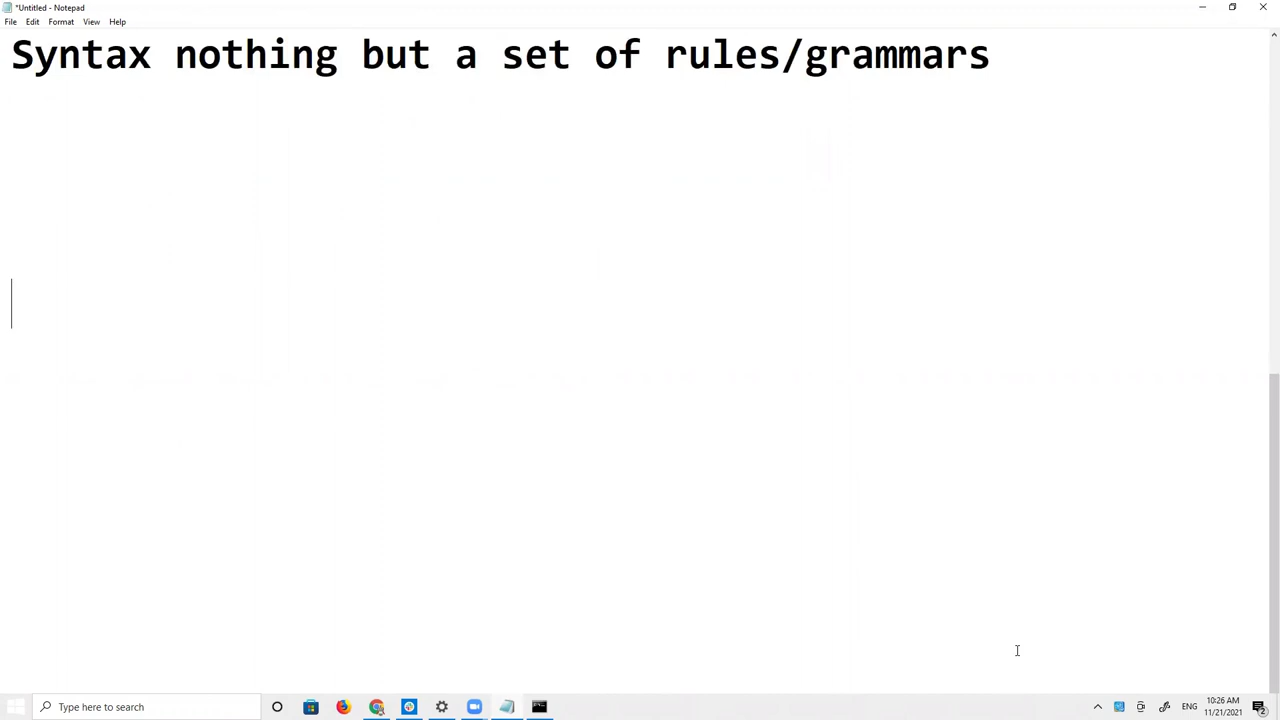 *Untitled - Notepad
File Edit Format View Help
Syntax nothing but a set of rules/grammars
Type here to search
ENG
10:26 AM
11/21/2021
2